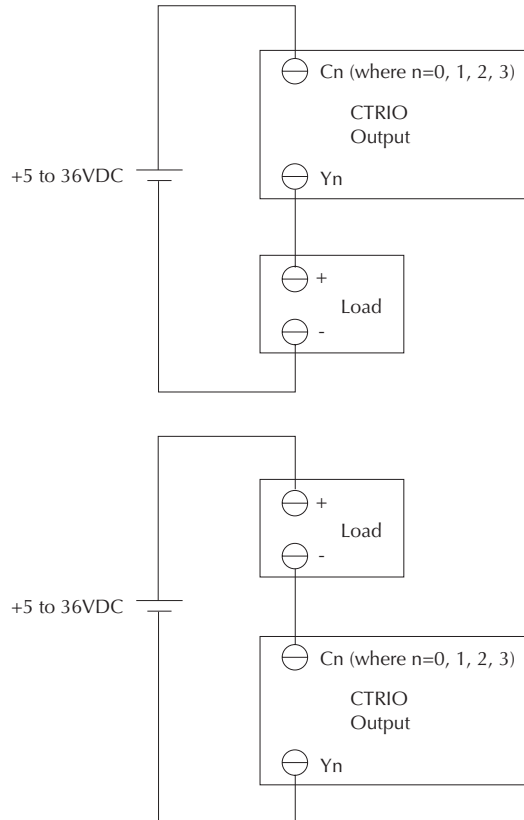 Cn (where n=0, 1, 2, 3)
CTRIO
Output
+5 to 36VDC
Yn
+
Load
-
+
Load
-
+5 to 36VDC
Cn (where n=0, 1, 2, 3)
CTRIO
Output
Yn